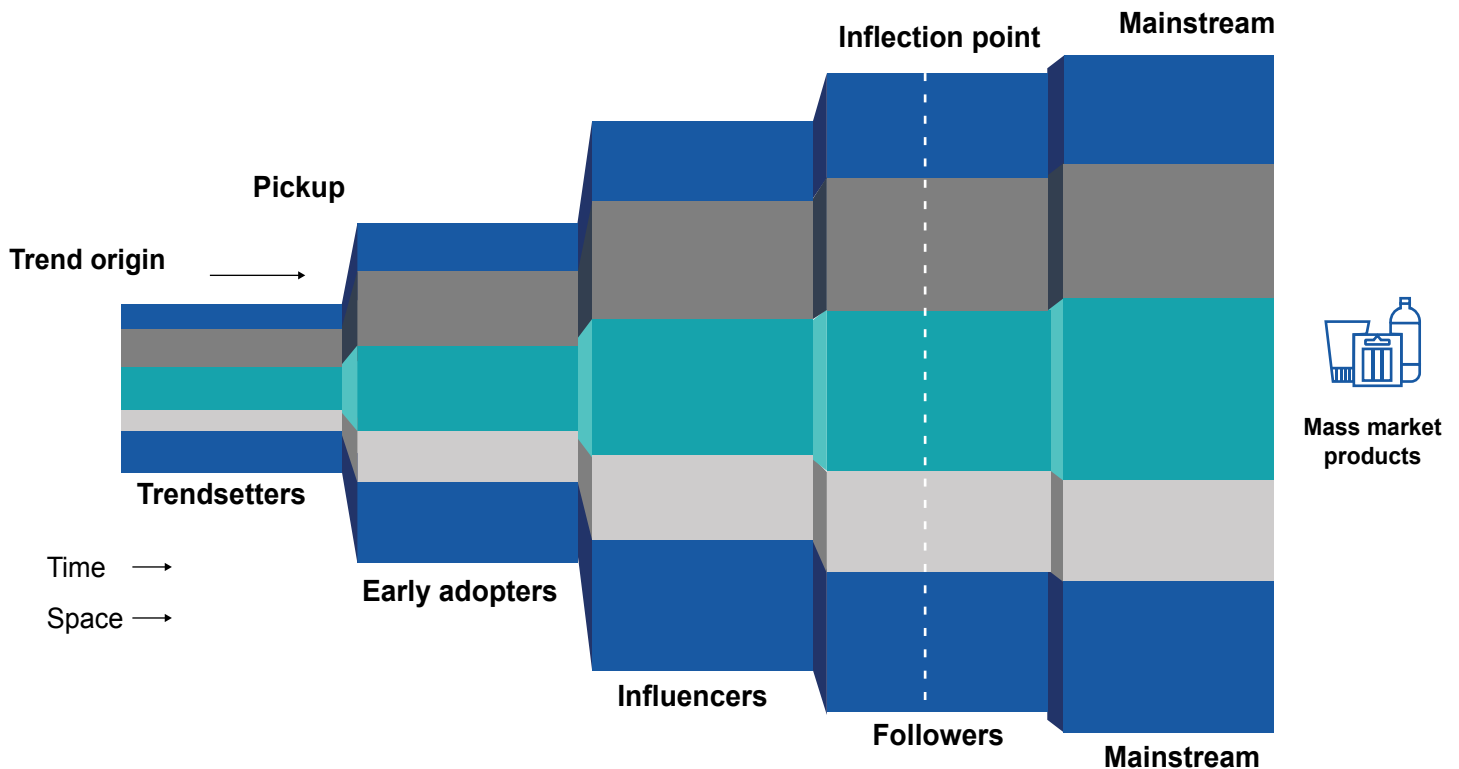 Mainstream
Inflection point
Pickup
Trend origin
Mass market
products
Trendsetters
Time
Early adopters
Space
Influencers
Followers
Mainstream